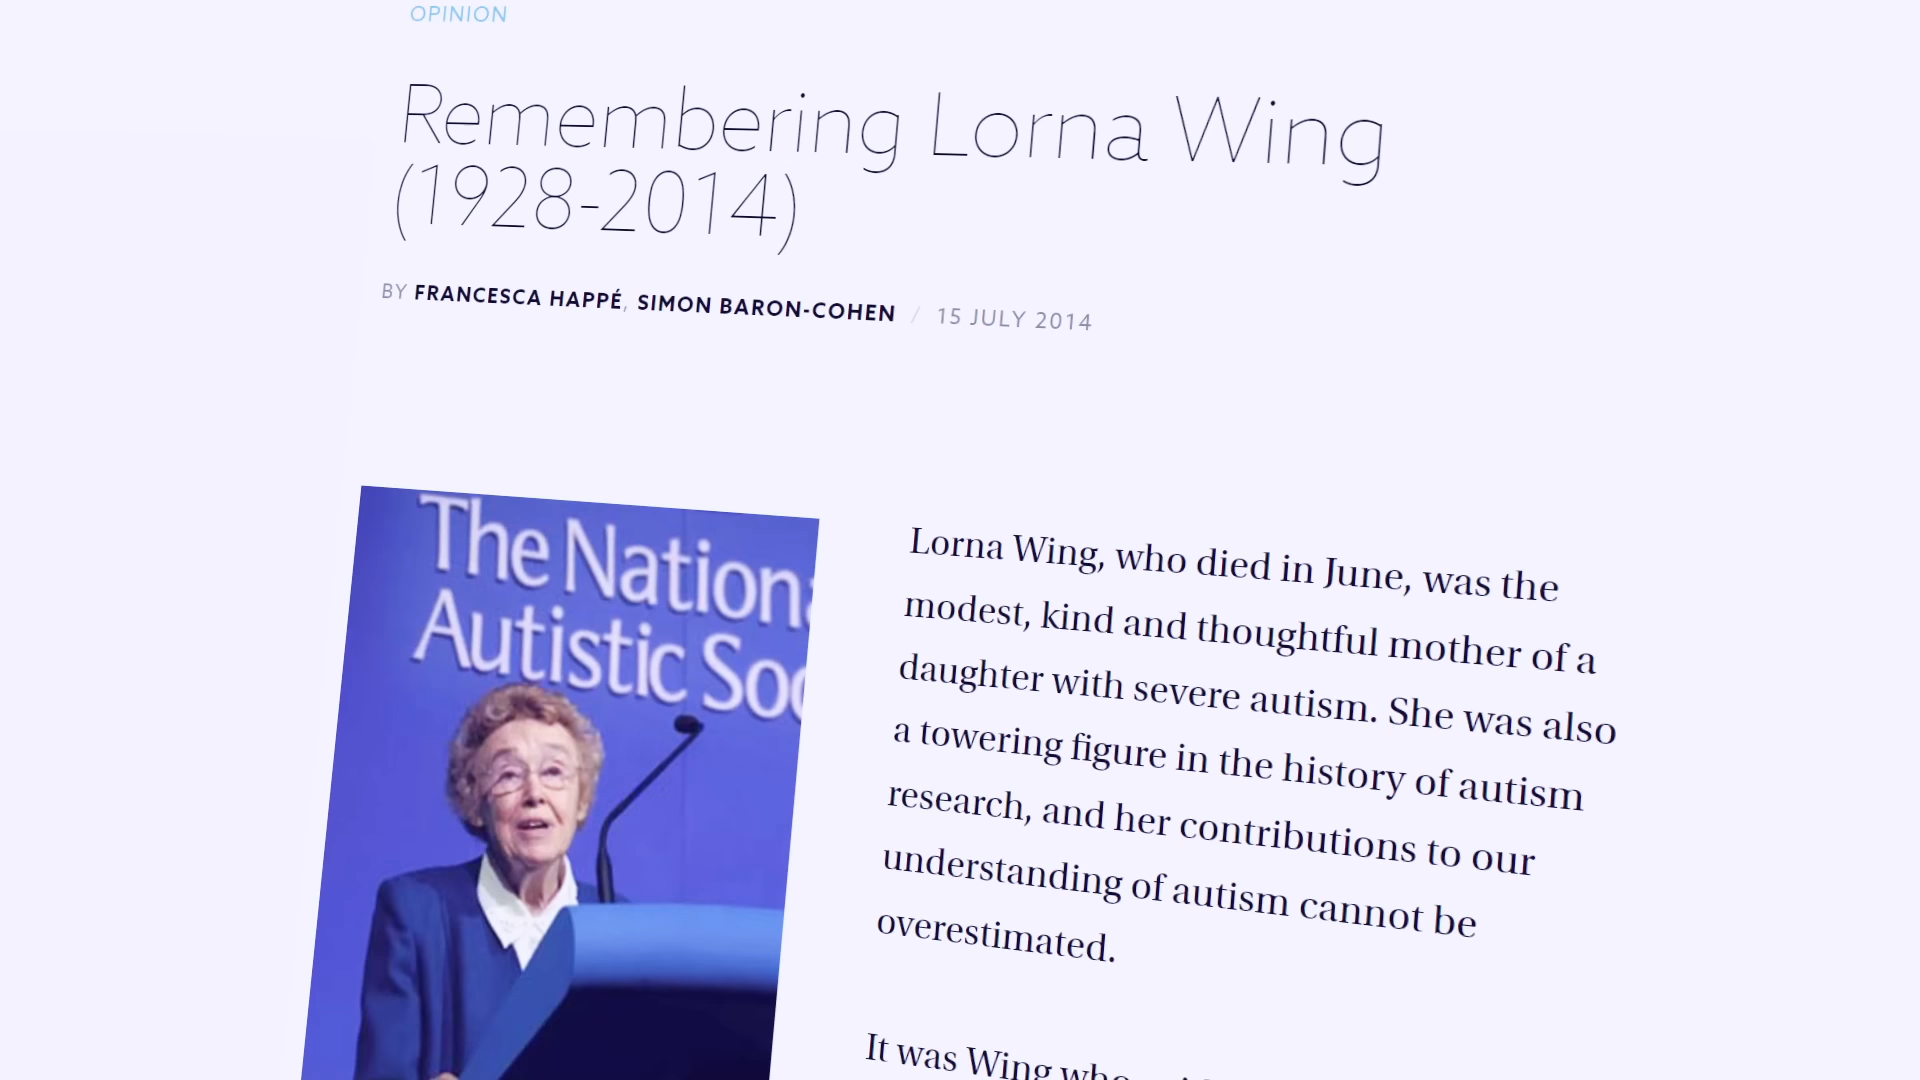 OPINION
Remembering Lorna Wing
(1928-2014)
BY FRANCESCA HAPPÉ, SIMON BARON-COHEN / 15 JULY 2014
The Nationa
Autistic Soc
Lorna Wing, who died in June, was the
modest, kind and thoughtful mother of a
daughter with severe autism. She was also
a towering figure in the history of autism
research, and her contributions to our
understanding of autism cannot be
overestimated.
It was Wing who